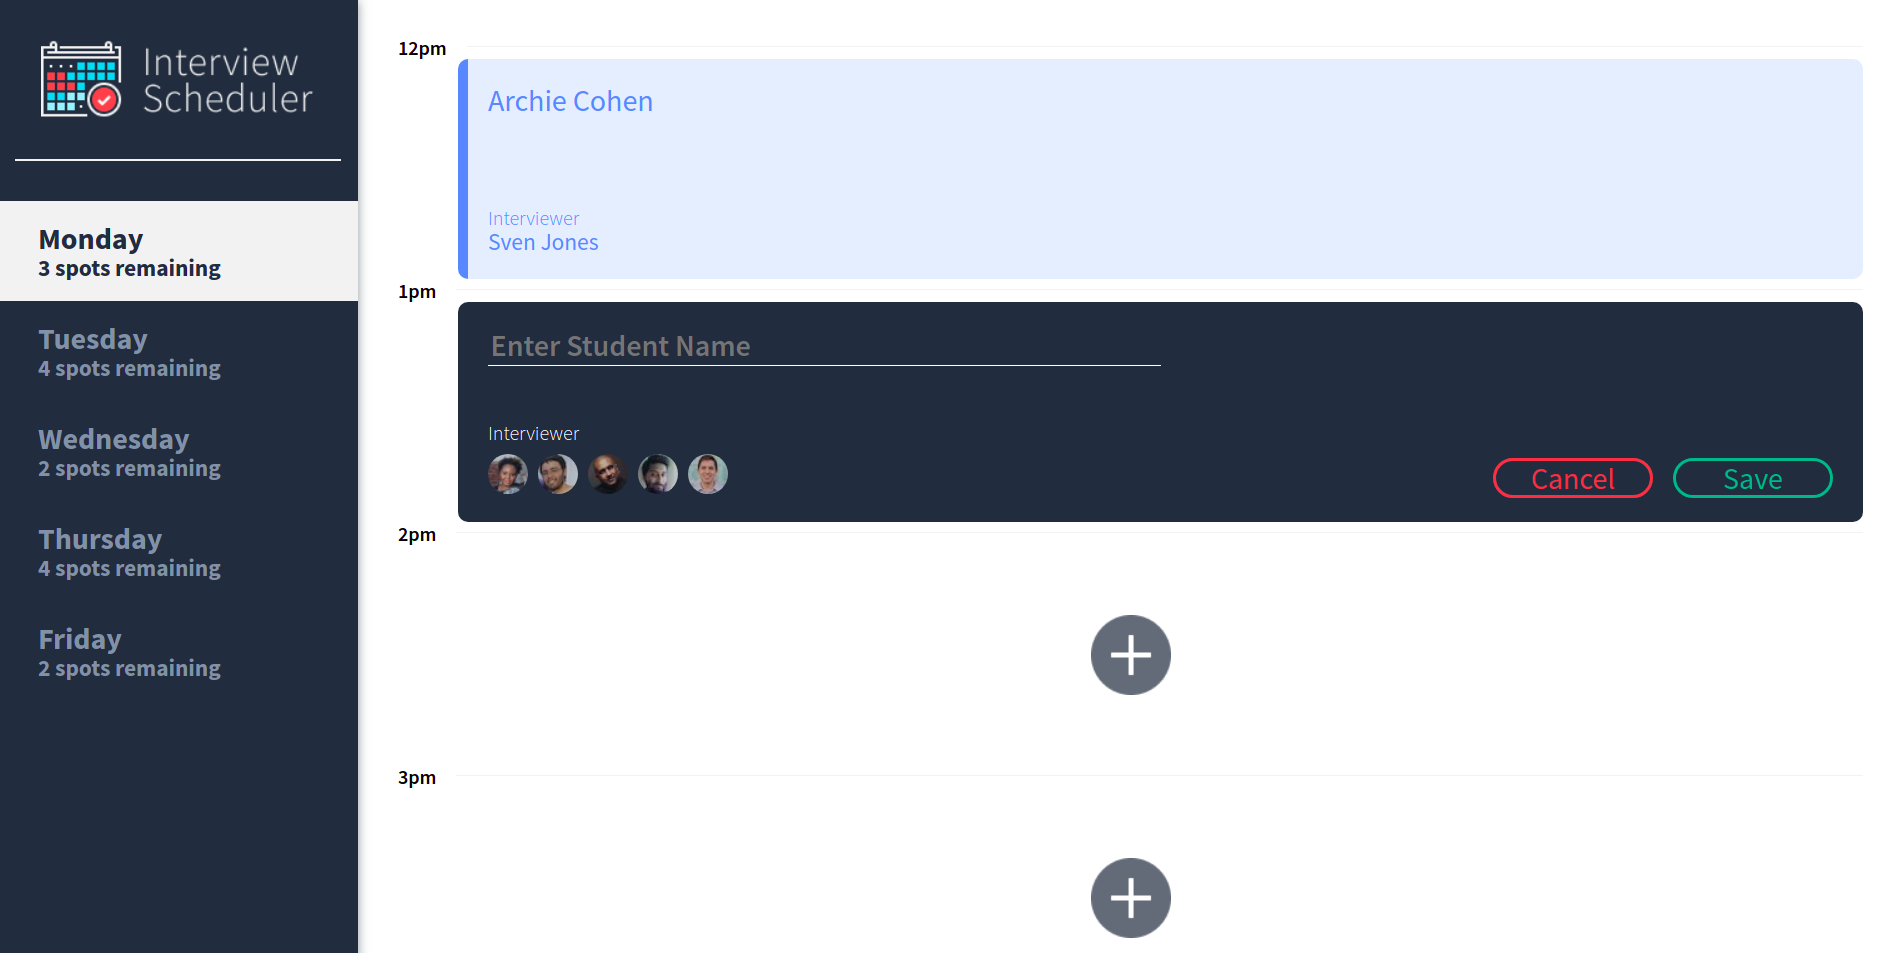 Interview
Scheduler
Monday
3 spots remaining
Tuesday
4 spots remaining
Wednesday
2 spots remaining
Thursday
4 spots remaining
Friday
2 spots remaining
12pm
Archie Cohen
Interviewer
Sven Jones
1pm
Enter Student Name
Interviewer
Cancel
Save
2pm
3pm